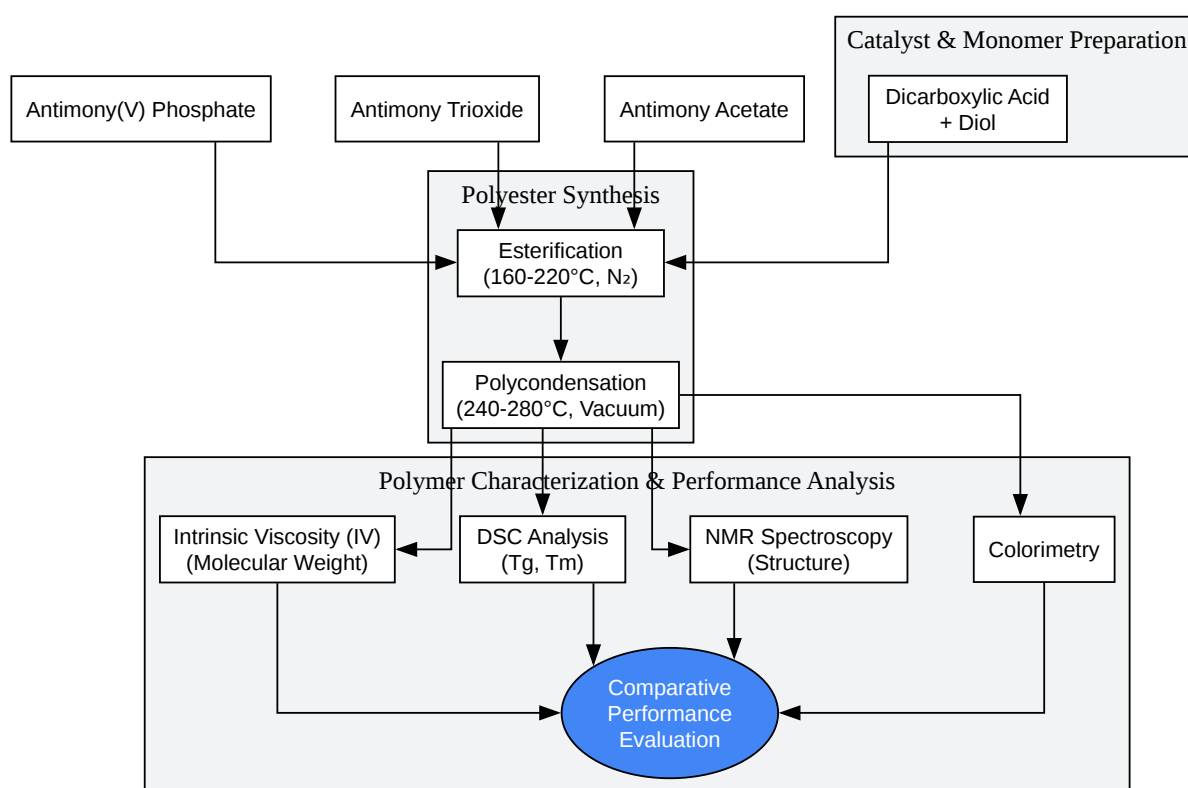 Catalyst & Monomer Preparation
Antimony(V) Phosphate
Antimony Trioxide
Antimony Acetate
Dicarboxylic Acid
+ Diol
Polyester Synthesis
Esterification
(160-220°C, N₂)
Polycondensation
(240-280°C, Vacuum)
Polymer Characterization & Performance Analysis
Intrinsic Viscosity (IV)
(Molecular Weight)
DSC Analysis
(Tg, Tm)
NMR Spectroscopy
(Structure)
Colorimetry
Comparative
Performance
Evaluation